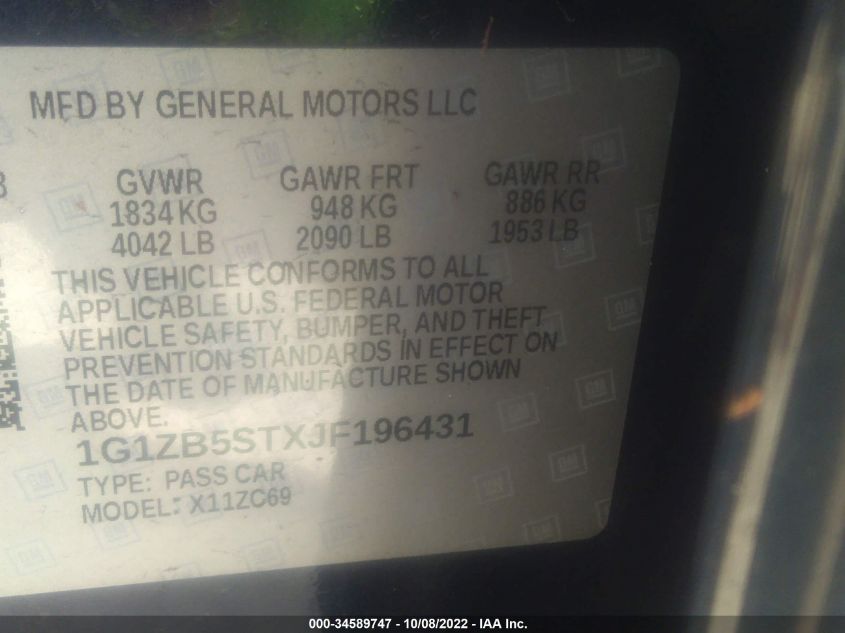 MFD BY GENERAL MOTORS LLC
GVWR GAWR FRT GAWR RR
1834 KG 948 KG 886 KG
4042 LB 2090 LB 1953 LB
THIS VEHICLE CONFORMS TO ALL
APPLICABLE U.S. FEDERAL MOTOR
VEHICLE SAFETY, BUMPER, AND THEFT
PREVENTION STANDARDS IN EFFECT ON
THE DATE OF MANUFACTURE SHOWN
ABOVE.
1G1ZB5STXJF196431
TYPE: PASS CAR
MODEL: X11ZC69
000-34589747 - 10/08/2022 - IAA Inc.